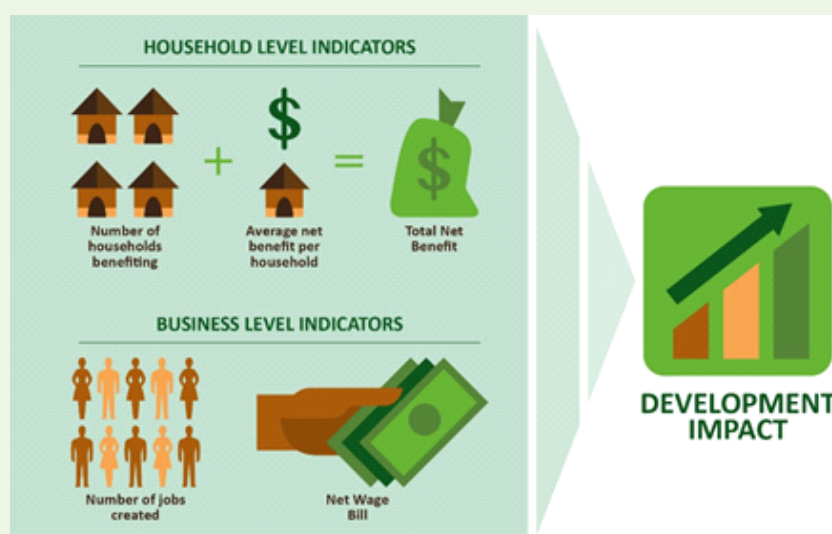 HOUSEHOLD LEVEL INDICATORS
$
+
=
$
Number of
households
benefiting
Average net
benefit per
household
Total Net
Benefit
BUSINESS LEVEL INDICATORS
Number of jobs
created
Net Wage
Bill
DEVELOPMENT
IMPACT